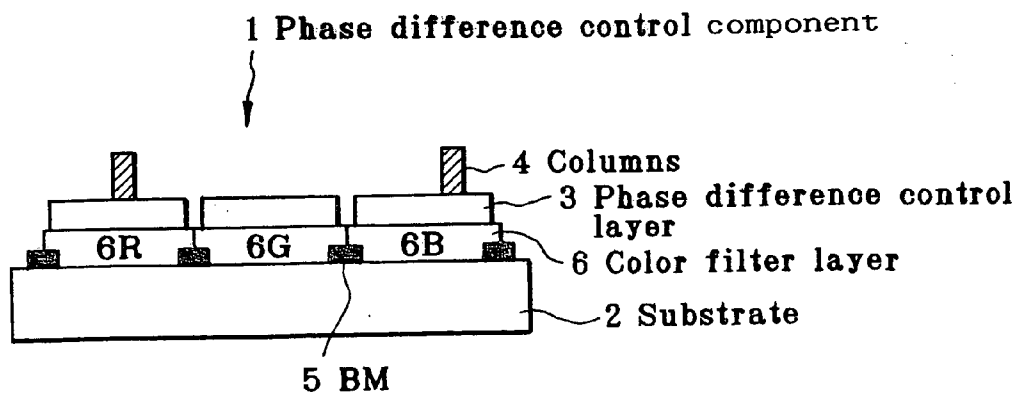 1 Phase difference control component
4 Columns
3 Phase difference control
layer
6R 6G 6B
6 Color filter layer
2 Substrate
5 BM